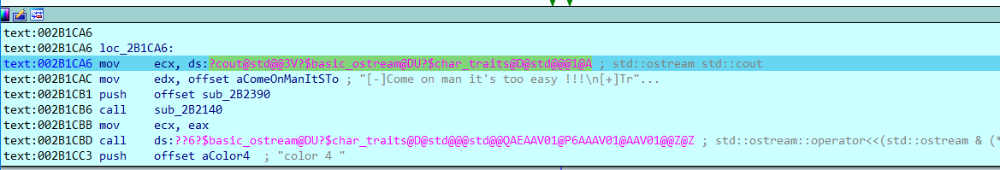 text:002B1CA6
text:002B1CA6 loc_2B1CA6:
text:002B1CA6 mov ecx, ds:?cout@std@@3V?$basic_ostream@DU?$char_traits@D@std@@@1@A ; std::ostream std::cout
text:002B1CAC mov edx, offset aComeOnManItSTo ; "[-]Come on man it's too easy !!!\n[+]Tr"...
text:002B1CB1 push offset sub_2B2390
text:002B1CB6 call sub_2B2140
text:002B1CBB mov ecx, eax
text:002B1CBD call ds:??6?$basic_ostream@DU?$char_traits@D@std@@@std@@QAEAAV01@P6AAAV01@AAV01@@Z@Z ; std::ostream::operator<<(std::ostream & (*
text:002B1CC3 push offset aColor4 ; "color 4 "